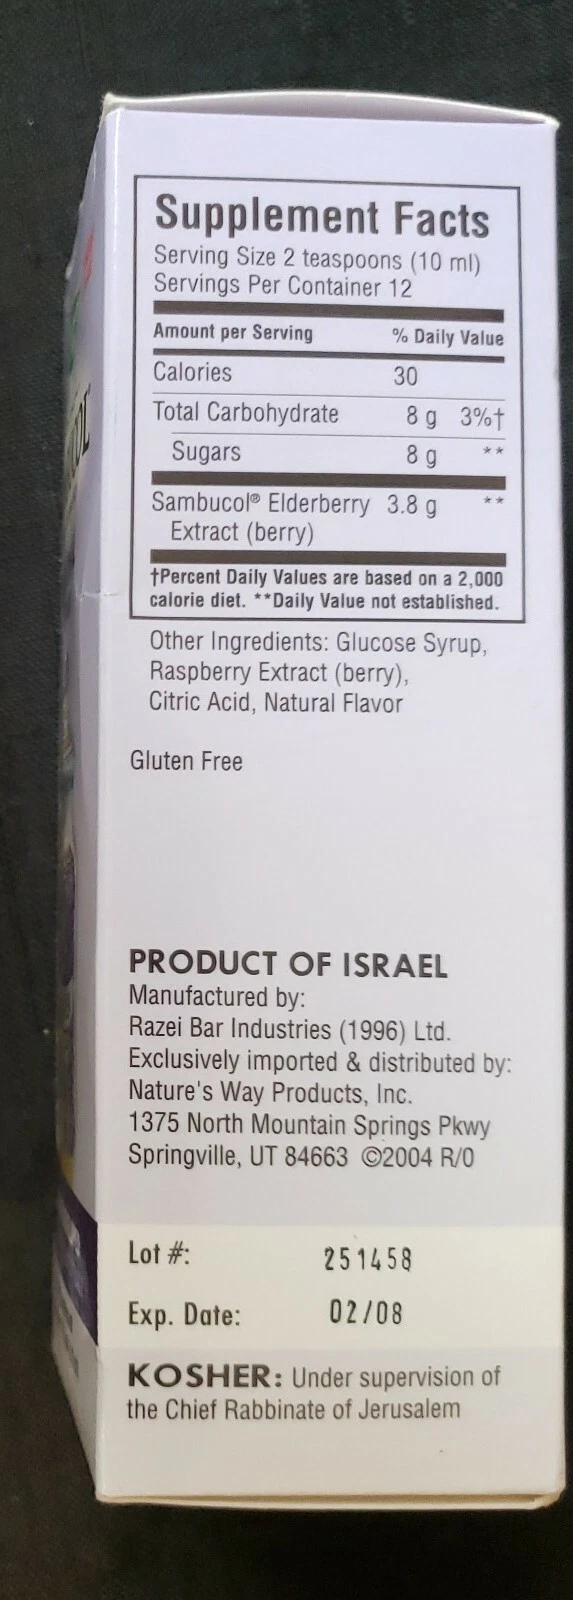 Supplement Facts
Serving Size 2 teaspoons (10 ml)
Servings Per Container 12
Amount per Serving % Daily Value
Calories 30
Total Carbohydrate 8 g 3%†
Sugars 8 g **
Sambucol® Elderberry 3.8 g **
Extract (berry)
†Percent Daily Values are based on a 2,000
calorie diet. **Daily Value not established.
Other Ingredients: Glucose Syrup,
Raspberry Extract (berry),
Citric Acid, Natural Flavor
Gluten Free
PRODUCT OF ISRAEL
Manufactured by:
Razei Bar Industries (1996) Ltd.
Exclusively imported & distributed by:
Nature's Way Products, Inc.
1375 North Mountain Springs Pkwy
Springville, UT 84663 ©2004 R/0
Lot #: 251458
Exp. Date: 02/08
KOSHER: Under supervision of
the Chief Rabbinate of Jerusalem